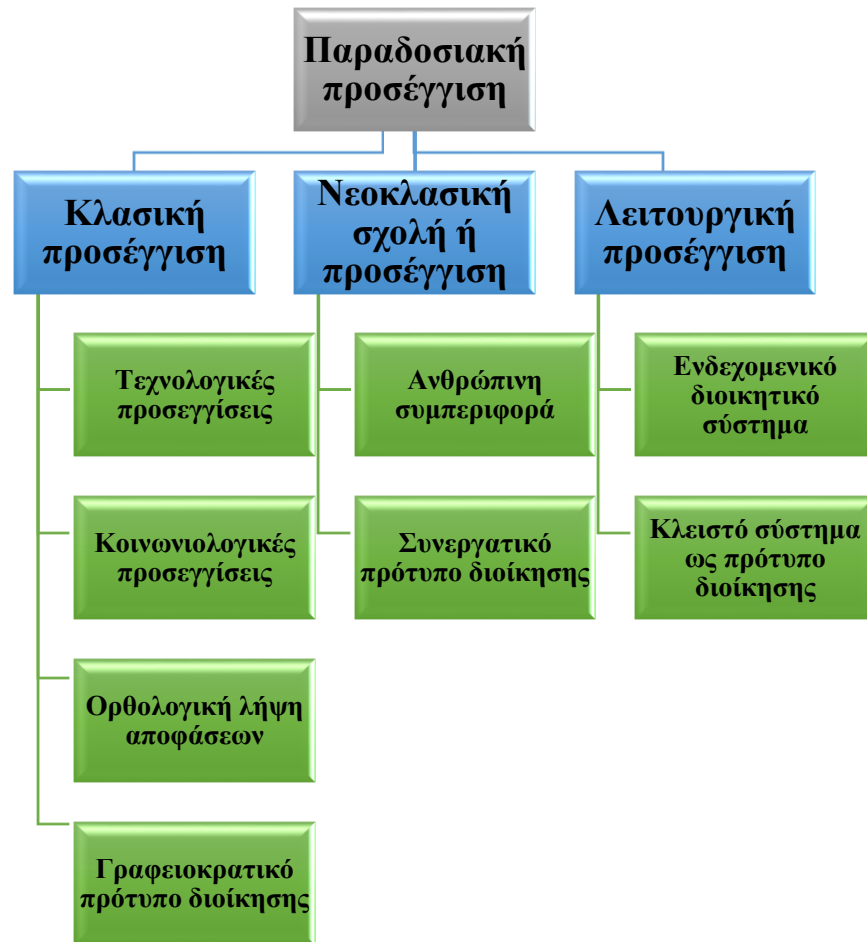 Παραδοσιακή
προσέγγιση
Κλασική
προσέγγιση
Τεχνολογικές
προσεγγίσεις
Κοινωνιολογικές
προσεγγίσεις
Ορθολογική λήψη
αποφάσεων
Γραφειοκρατικό
πρότυπο διοίκησης
Νεοκλασική
σχολή ή
προσέγγιση
Ανθρώπινη
συμπεριφορά
Συνεργατικό
πρότυπο διοίκησης
Λειτουργική
προσέγγιση
Ενδεχομενικό
διοικητικό
σύστημα
Κλειστό σύστημα
ως πρότυπο
διοίκησης